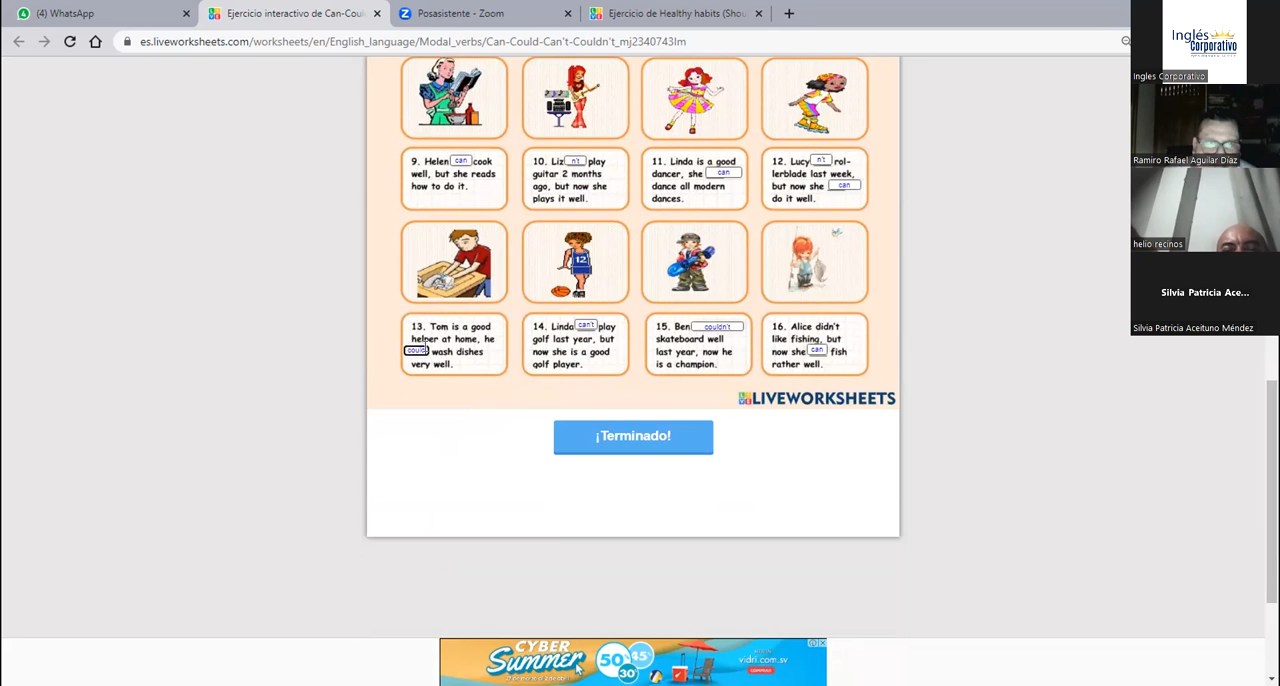 (4) WhatsApp
Ejercicio interactivo de Can-Coul
Posasistente - Zoom
Ejercicio de Healthy habits (Shou
es.liveworksheets.com/worksheets/en/English_language/Modal_verbs/Can-Could-Can't-Couldn't_mj2340743lm
9. Helen can cook
well, but she reads
how to do it.
10. Liz n't play
guitar 2 months
ago, but now she
plays it well.
11. Linda is a good
dancer, she can
dance all modern
dances.
12. Lucy n't rol-
lerblade last week,
but now she can
do it well.
12
13. Tom is a good
helper at home, he
could wash dishes
very well.
14. Linda can't play
golf last year, but
now she is a good
golf player.
15. Ben couldn't
skateboard well
last year, now he
is a champion.
16. Alice didn't
like fishing, but
now she can fish
rather well.
LIVEWORKSHEETS
¡Terminado!
CYBER
Summer
50%
45%
30
vidri.com.sv
Inglés
Corporativo
Ingles Corporativo
Ramiro Rafael Aguilar Díaz
helio recinos
Silvia Patricia Ace...
Silvia Patricia Aceituno Méndez